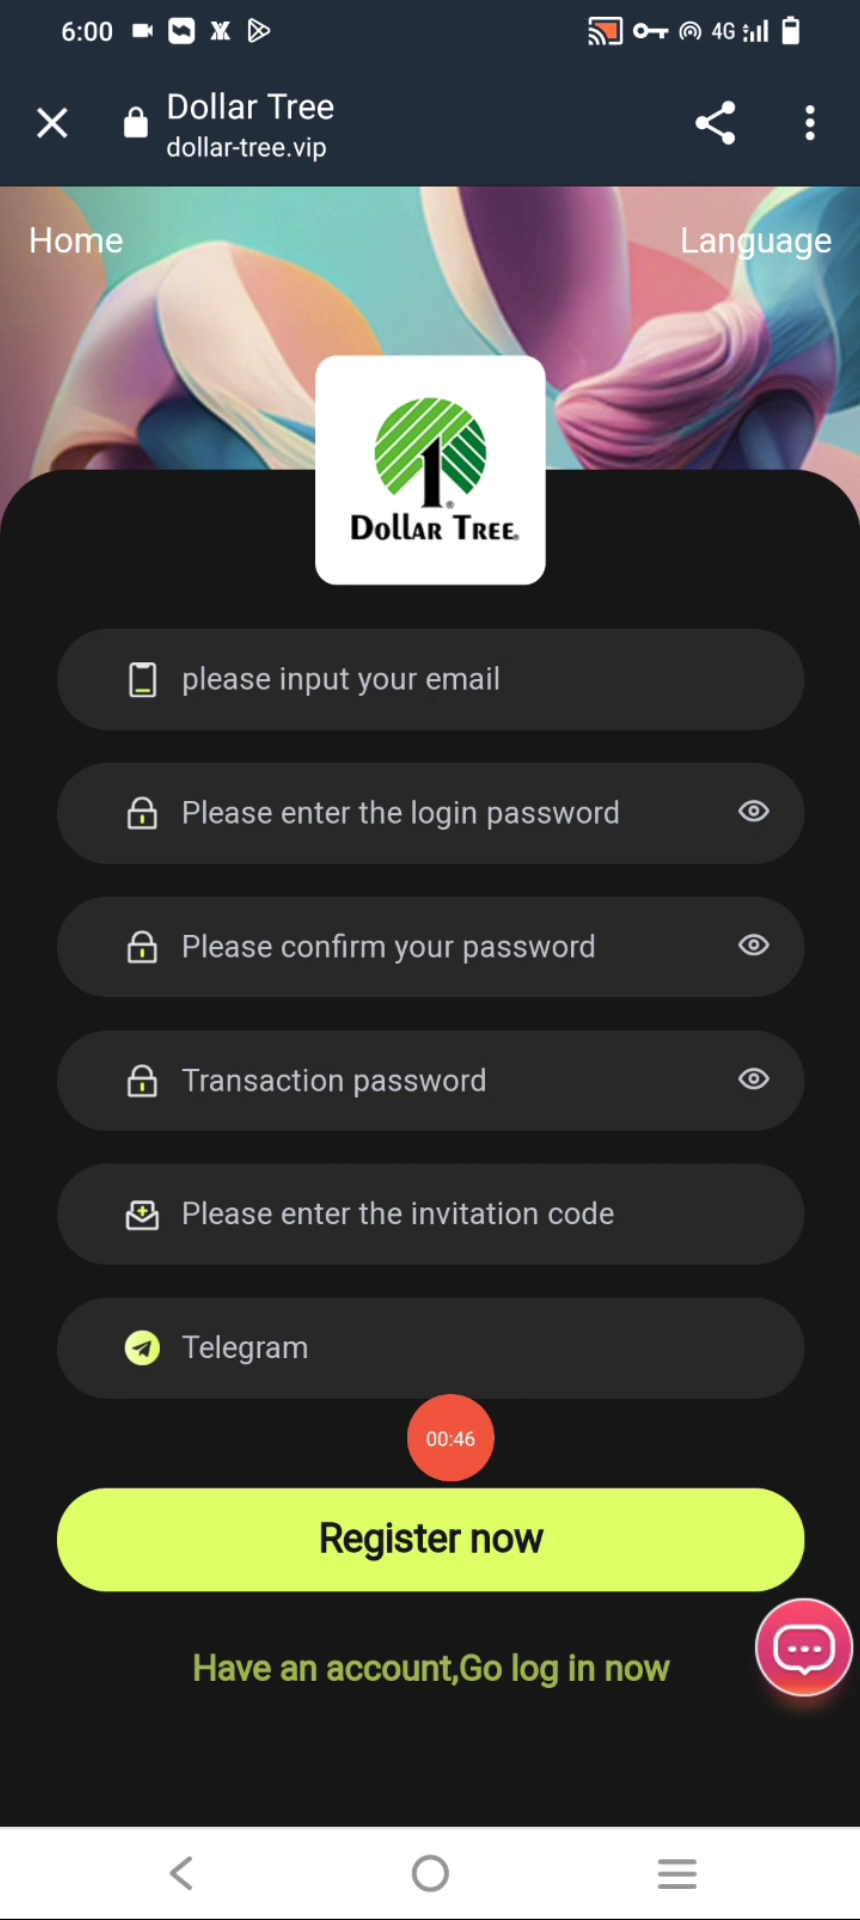 6:00
4G
Dollar Tree
dollar-tree.vip
Home
Language
1
DOLLAR TREE®
please input your email
Please enter the login password
Please confirm your password
Transaction password
Please enter the invitation code
Telegram
00:46
Register now
Have an account,Go log in now